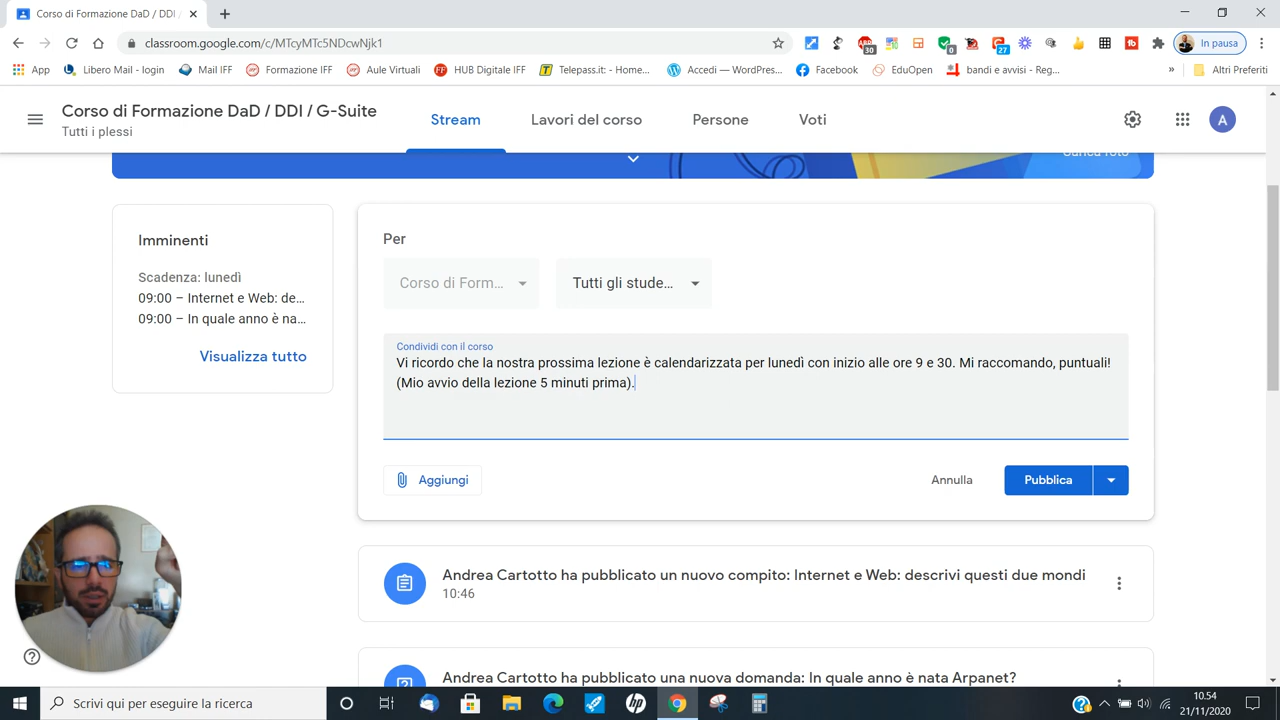 Corso di Formazione DaD / DDI /
classroom.google.com/c/MTcyMTc5NDcwNjk1
30
0
27
In pausa
App
Libero Mail - login
Mail IFF
Formazione IFF
Aule Virtuali
HUB Digitale IFF
Telepass.it: - Home...
Accedi — WordPres...
Facebook
EduOpen
bandi e avvisi - Reg...
»
Altri Preferiti
Corso di Formazione DaD / DDI / G-Suite
Tutti i plessi
Stream
Lavori del corso
Persone
Voti
A
Imminenti
Scadenza: lunedì
09:00 – Internet e Web: de...
09:00 – In quale anno è na...
Visualizza tutto
Per
Corso di Form...
Tutti gli stude...
Condividi con il corso
Vi ricordo che la nostra prossima lezione è calendarizzata per lunedì con inizio alle ore 9 e 30. Mi raccomando, puntuali!
(Mio avvio della lezione 5 minuti prima).
Aggiungi
Annulla
Pubblica
Andrea Cartotto ha pubblicato un nuovo compito: Internet e Web: descrivi questi due mondi
10:46
Andrea Cartotto ha pubblicato una nuova domanda: In quale anno è nata Arpanet?
Scrivi qui per eseguire la ricerca
10.54
21/11/2020